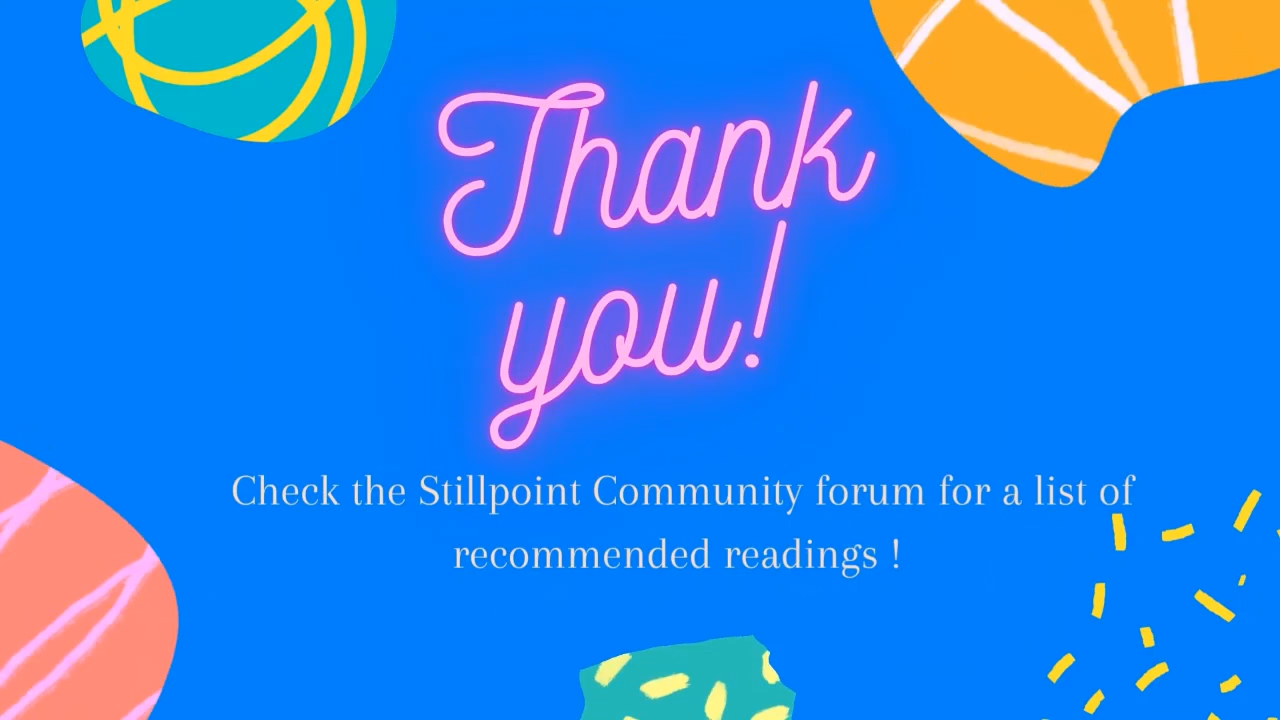 Thank
you!
Check the Stillpoint Community forum for a list of
recommended readings !